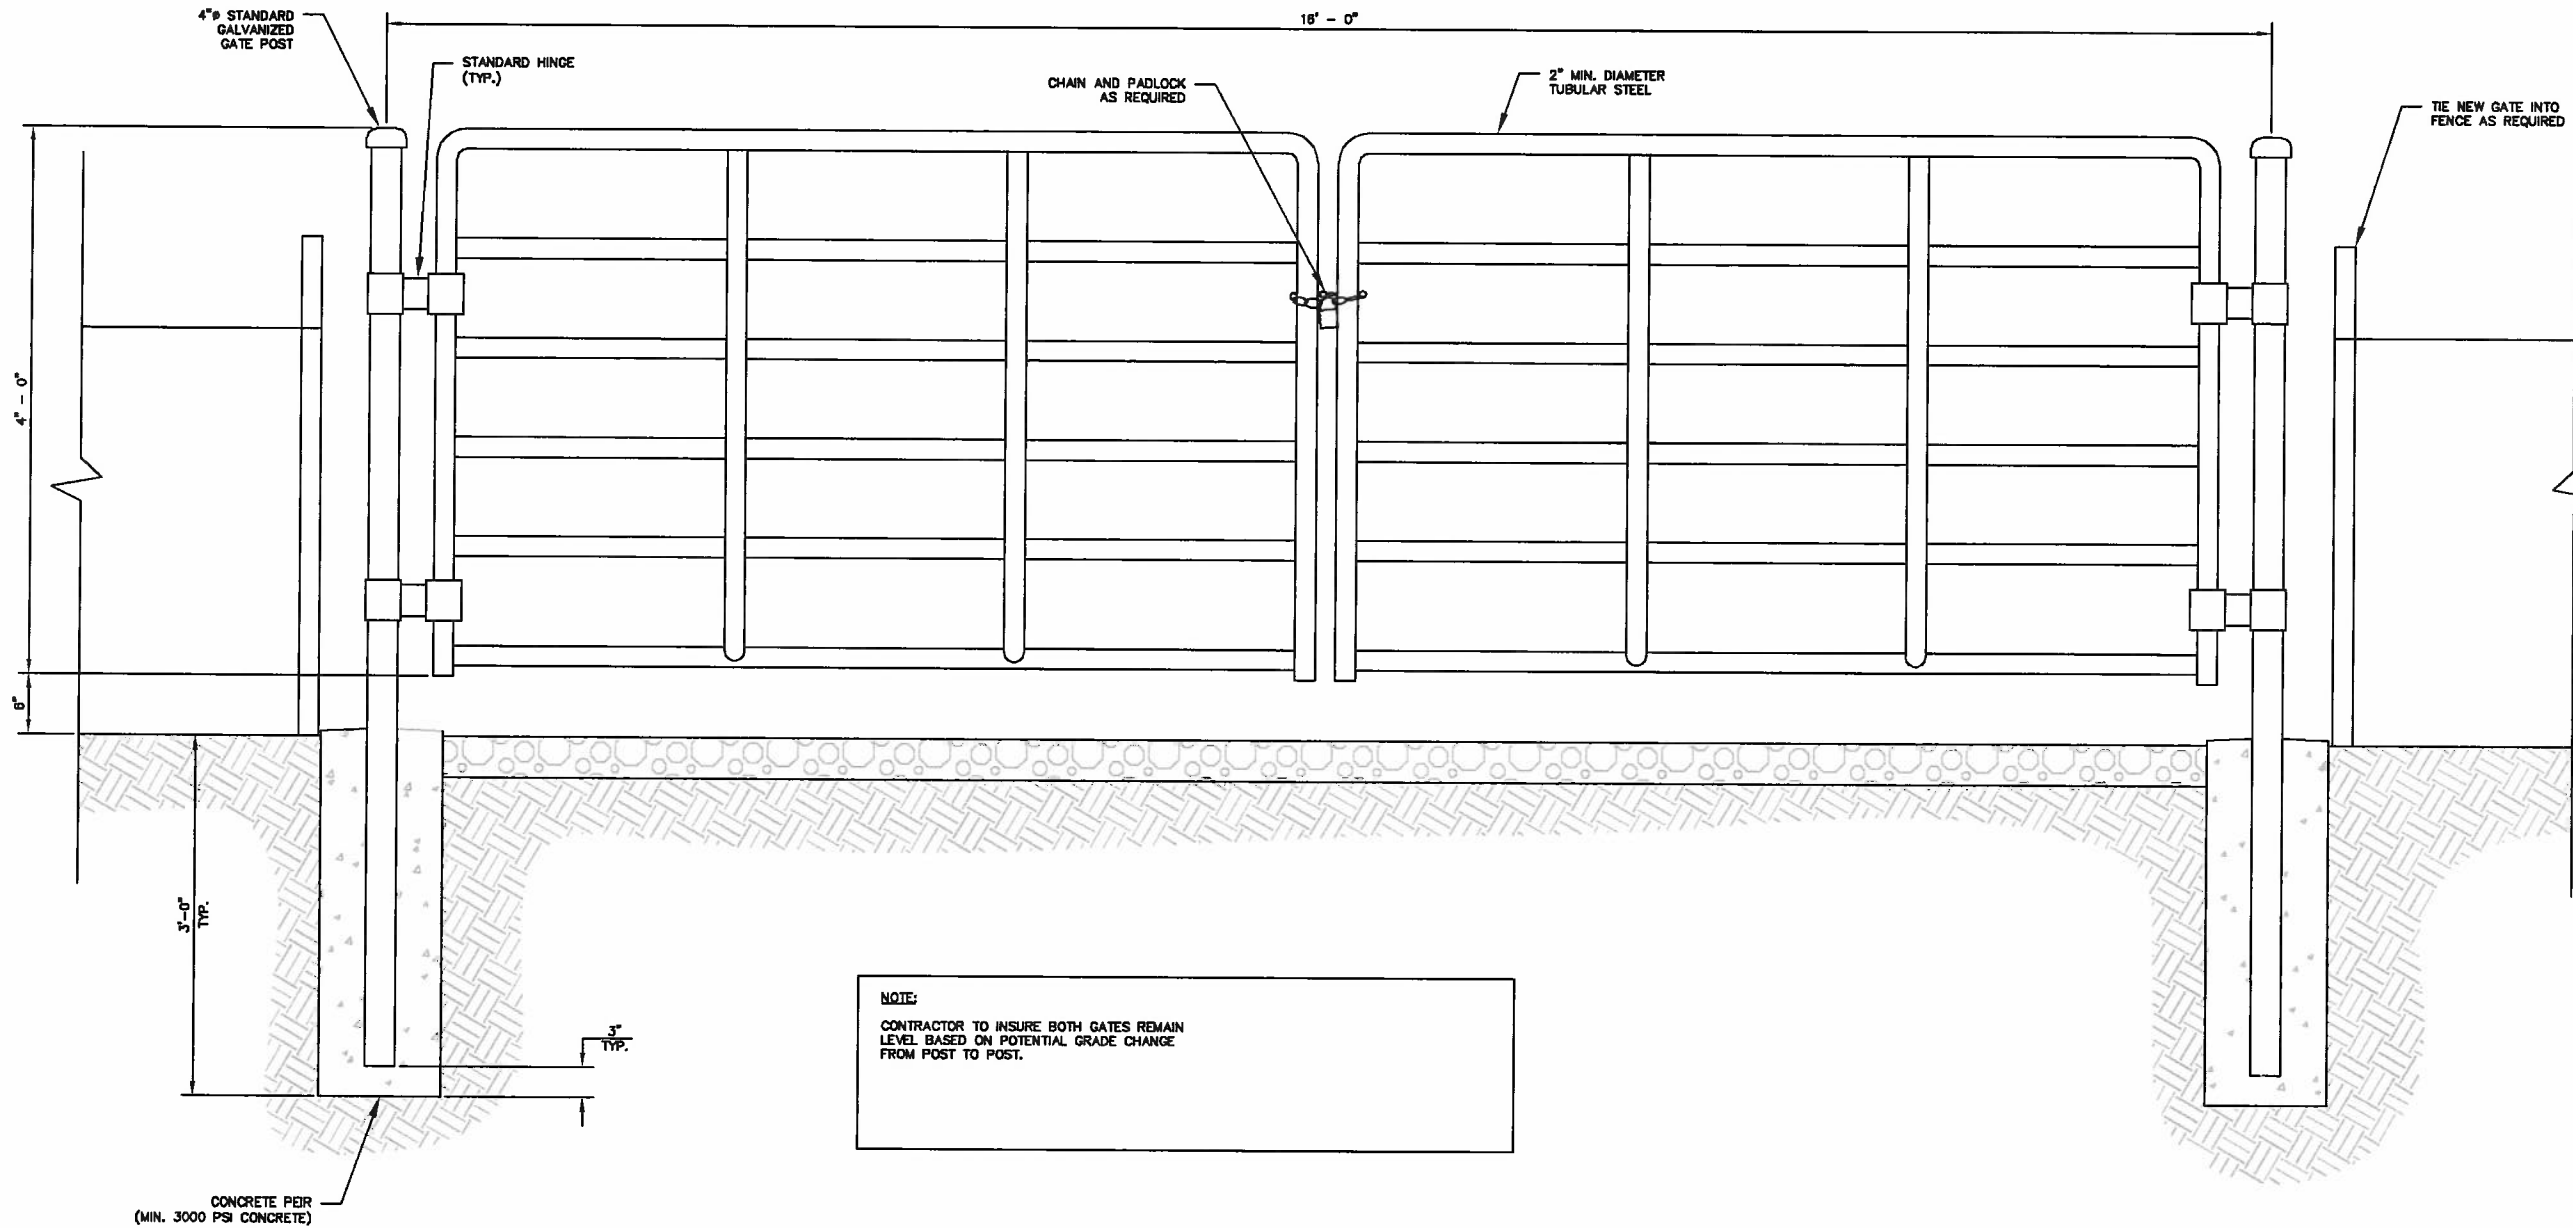 4"ø STANDARD
GALVANIZED
GATE POST
STANDARD HINGE
(TYP.)
16' - 0"
CHAIN AND PADLOCK
AS REQUIRED
2" MIN. DIAMETER
TUBULAR STEEL
TIE NEW GATE INTO
FENCE AS REQUIRED
4" - 0"
6"
3'-0"
TYP.
3"
TYP.
NOTE:
CONTRACTOR TO INSURE BOTH GATES REMAIN
LEVEL BASED ON POTENTIAL GRADE CHANGE
FROM POST TO POST.
CONCRETE PEIR
(MIN. 3000 PSI CONCRETE)